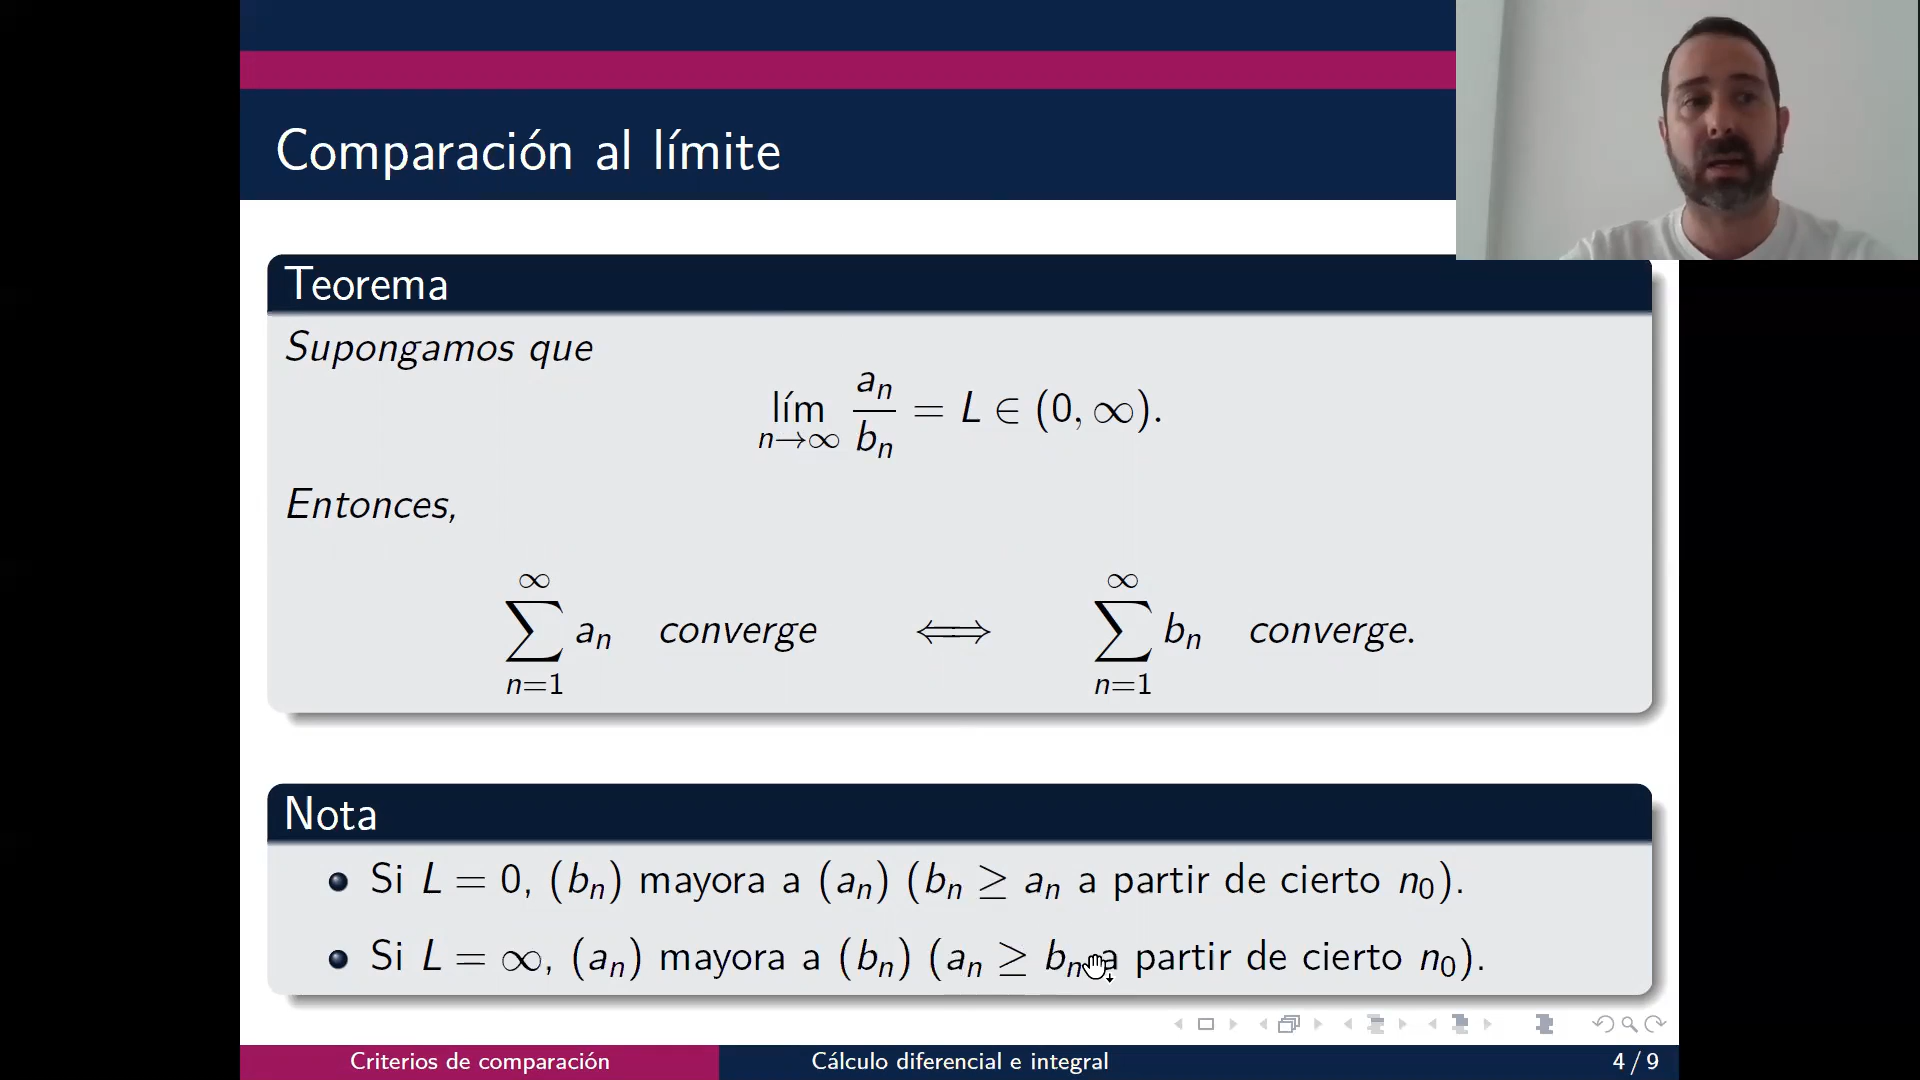 Comparación al límite
Teorema
Supongamos que
lím_{n→∞} a_n / b_n = L ∈ (0, ∞).
Entonces,
∑_{n=1}^{∞} a_n converge ⟺ ∑_{n=1}^{∞} b_n converge.
Nota
Si L = 0, (b_n) mayora a (a_n) (b_n ≥ a_n a partir de cierto n_0).
Si L = ∞, (a_n) mayora a (b_n) (a_n ≥ b_n a partir de cierto n_0).
Criterios de comparación Cálculo diferencial e integral 4 / 9